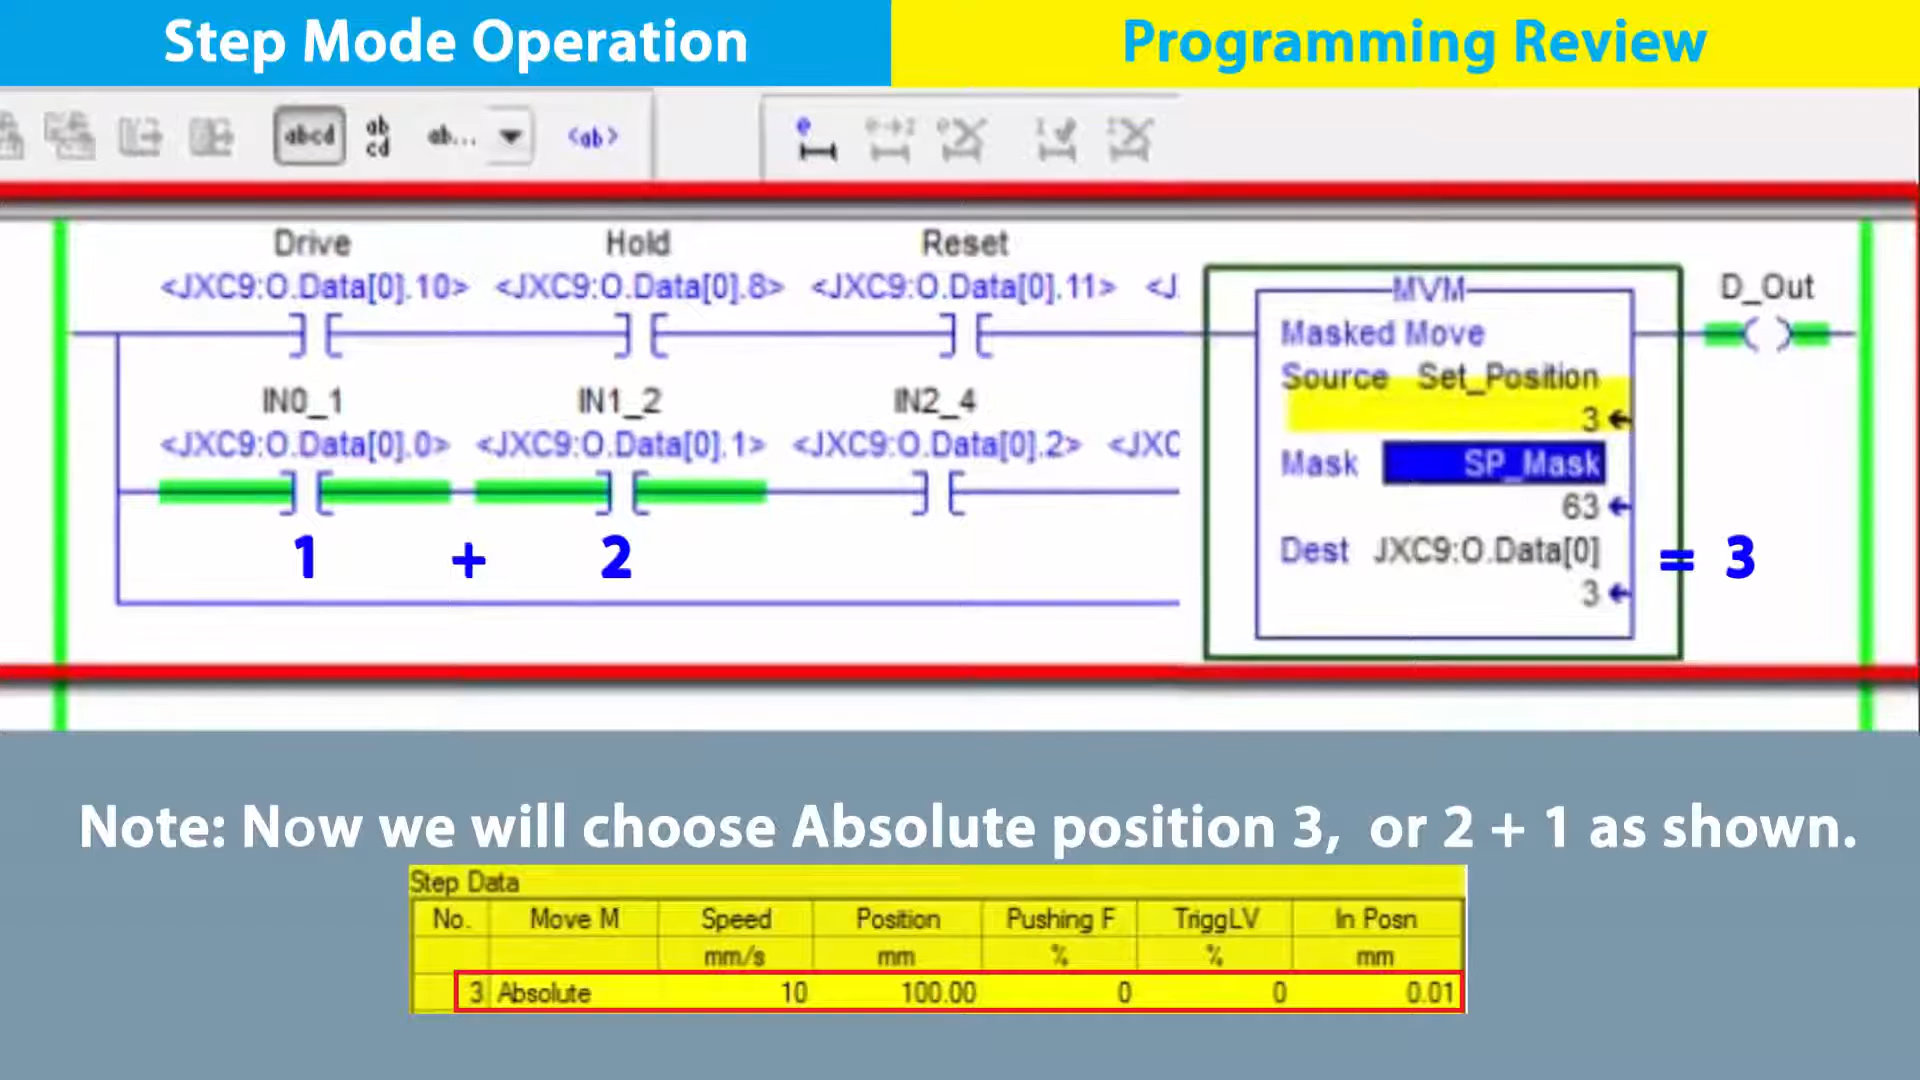 Step Mode Operation
Programming Review
abcd
ab
cd
ab...
<ab>
Drive
Hold
Reset
<JXC9:O.Data[0].10>
<JXC9:O.Data[0].8>
<JXC9:O.Data[0].11>
<J
MVM
D_Out
Masked Move
Source Set_Position
3
Mask SP_Mask
63
Dest JXC9:O.Data[0]
3
IN0_1
IN1_2
IN2_4
<JXC9:O.Data[0].0>
<JXC9:O.Data[0].1>
<JXC9:O.Data[0].2>
<JXC
1 + 2 = 3
Note: Now we will choose Absolute position 3, or 2 + 1 as shown.
Step Data
No. Move M Speed Position Pushing F TriggLV In Posn
mm/s mm % % mm
3 Absolute 10 100.00 0 0 0.01